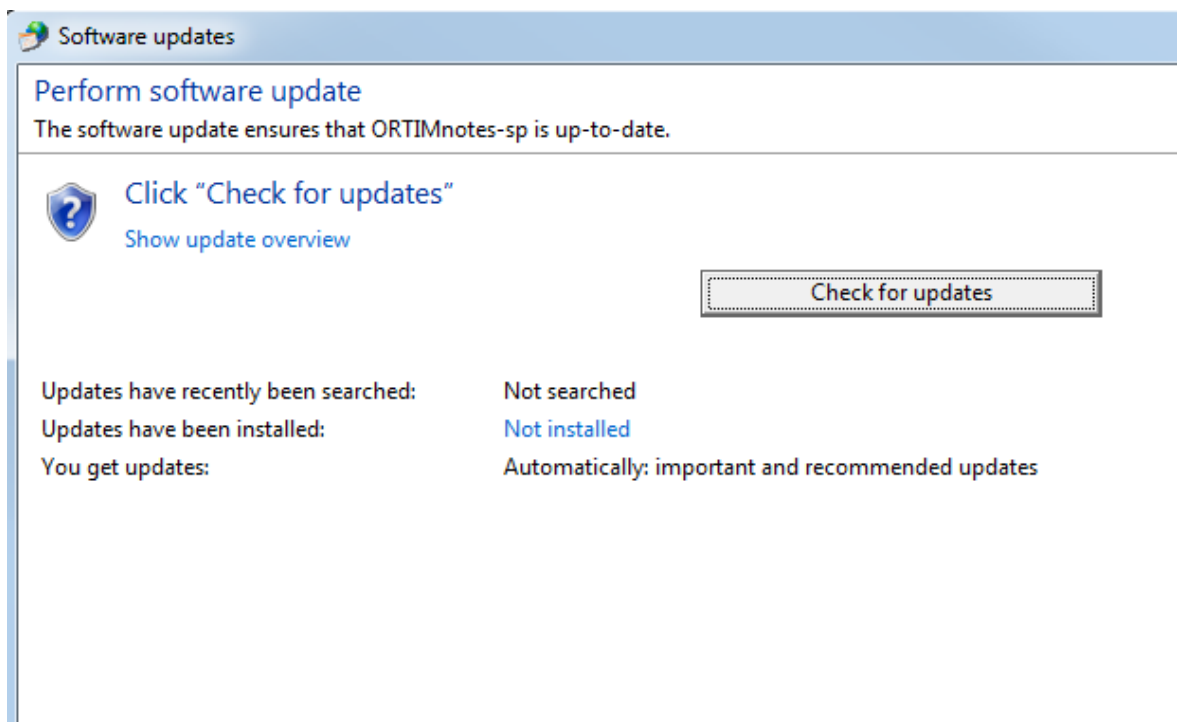 Software updates
Perform software update
The software update ensures that ORTIMnotes-sp is up-to-date.
Click “Check for updates”
Show update overview
Check for updates
Updates have recently been searched: Not searched
Updates have been installed: Not installed
You get updates: Automatically: important and recommended updates